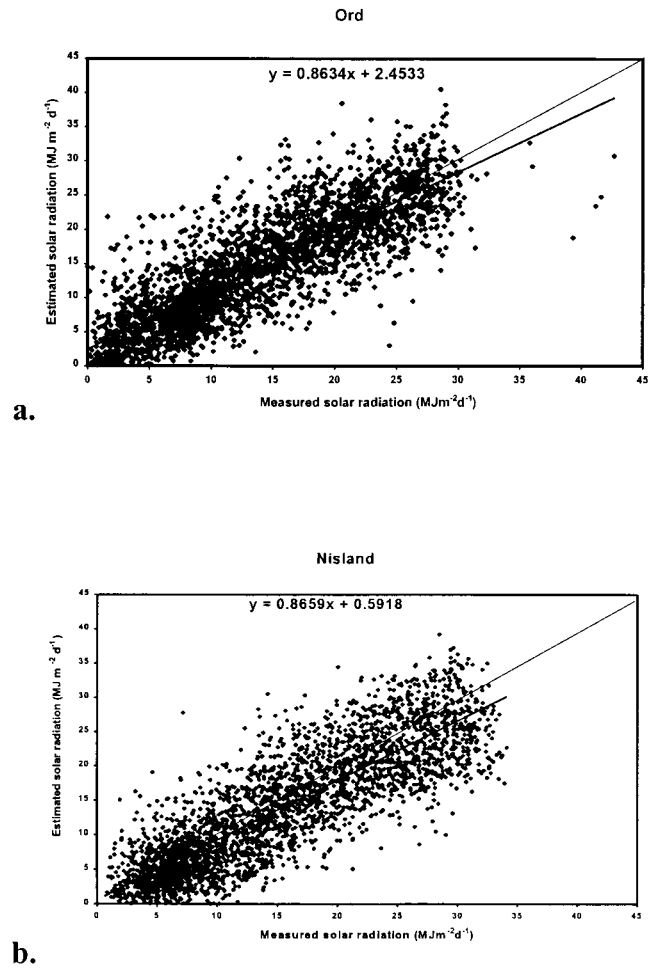 Ord
y = 0.8634x + 2.4533
Estimated solar radiation (MJ m⁻² d⁻¹)
45
40
35
30
25
20
15
10
5
0
0 5 10 15 20 25 30 35 40 45
Measured solar radiation (MJm⁻²d⁻¹)
a.
Nisland
y = 0.8659x + 0.5918
Estimated solar radiation (MJ m⁻² d⁻¹)
45
40
35
30
25
20
15
10
5
0
0 5 10 15 20 25 30 35 40 45
Measured solar radiation (MJm⁻²d⁻¹)
b.